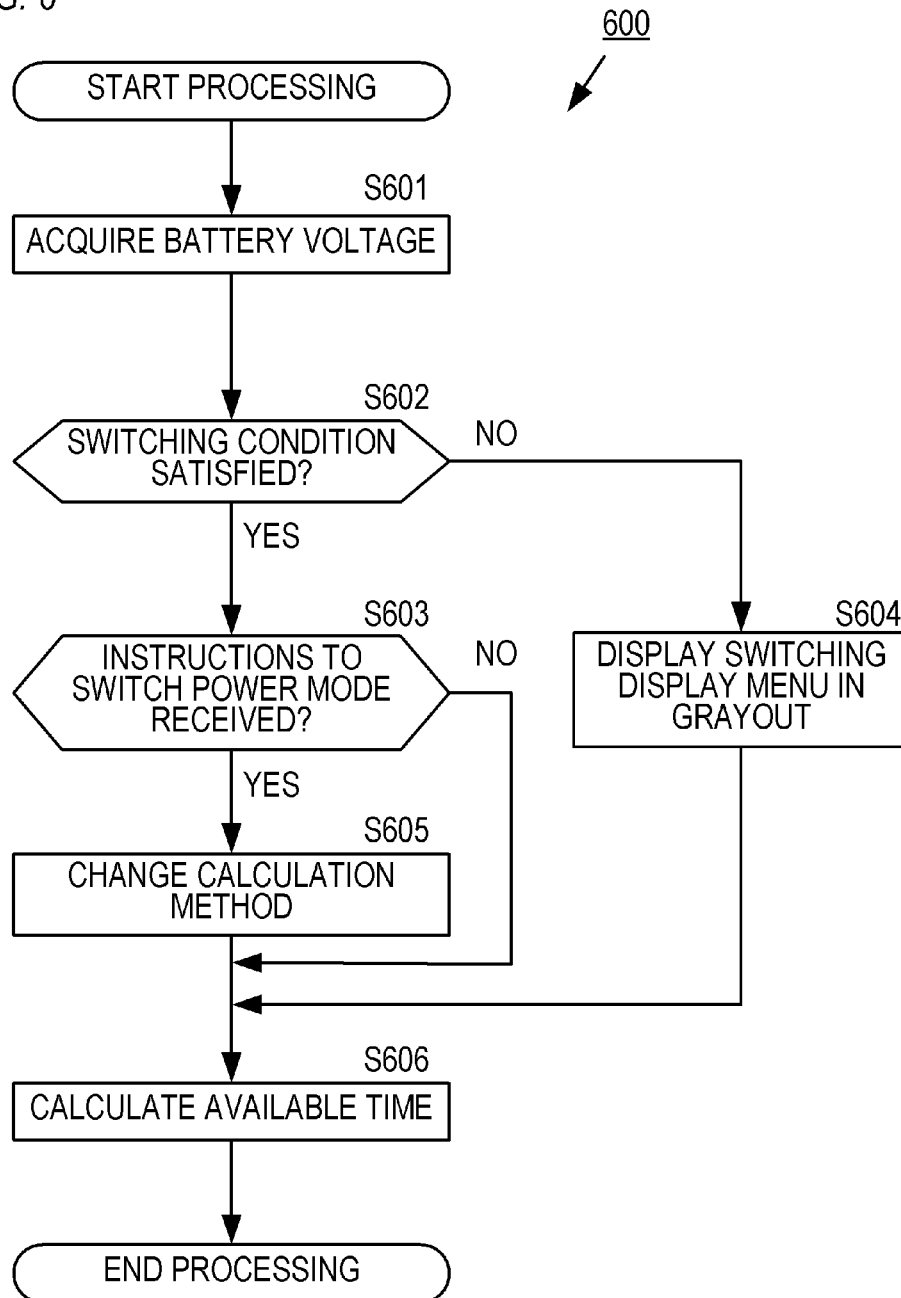 600
START PROCESSING
S601
ACQUIRE BATTERY VOLTAGE
S602
SWITCHING CONDITION
SATISFIED?
NO
YES
S603
INSTRUCTIONS TO
SWITCH POWER MODE
RECEIVED?
NO
S604
DISPLAY SWITCHING
DISPLAY MENU IN
GRAYOUT
YES
S605
CHANGE CALCULATION
METHOD
S606
CALCULATE AVAILABLE TIME
END PROCESSING